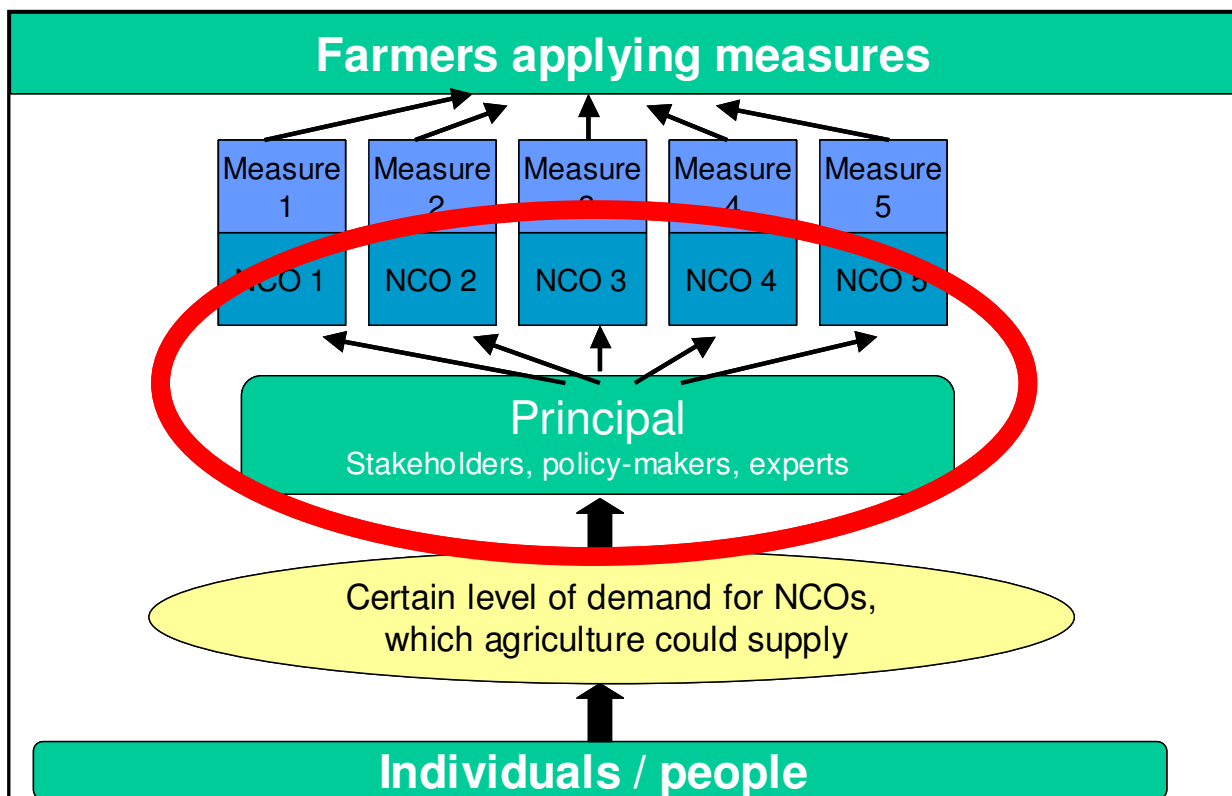 Farmers applying measures
Measure
1
Measure
2
Measure
3
Measure
4
Measure
5
NCO 1
NCO 2
NCO 3
NCO 4
NCO 5
Principal
Stakeholders, policy-makers, experts
Certain level of demand for NCOs,
which agriculture could supply
Individuals / people